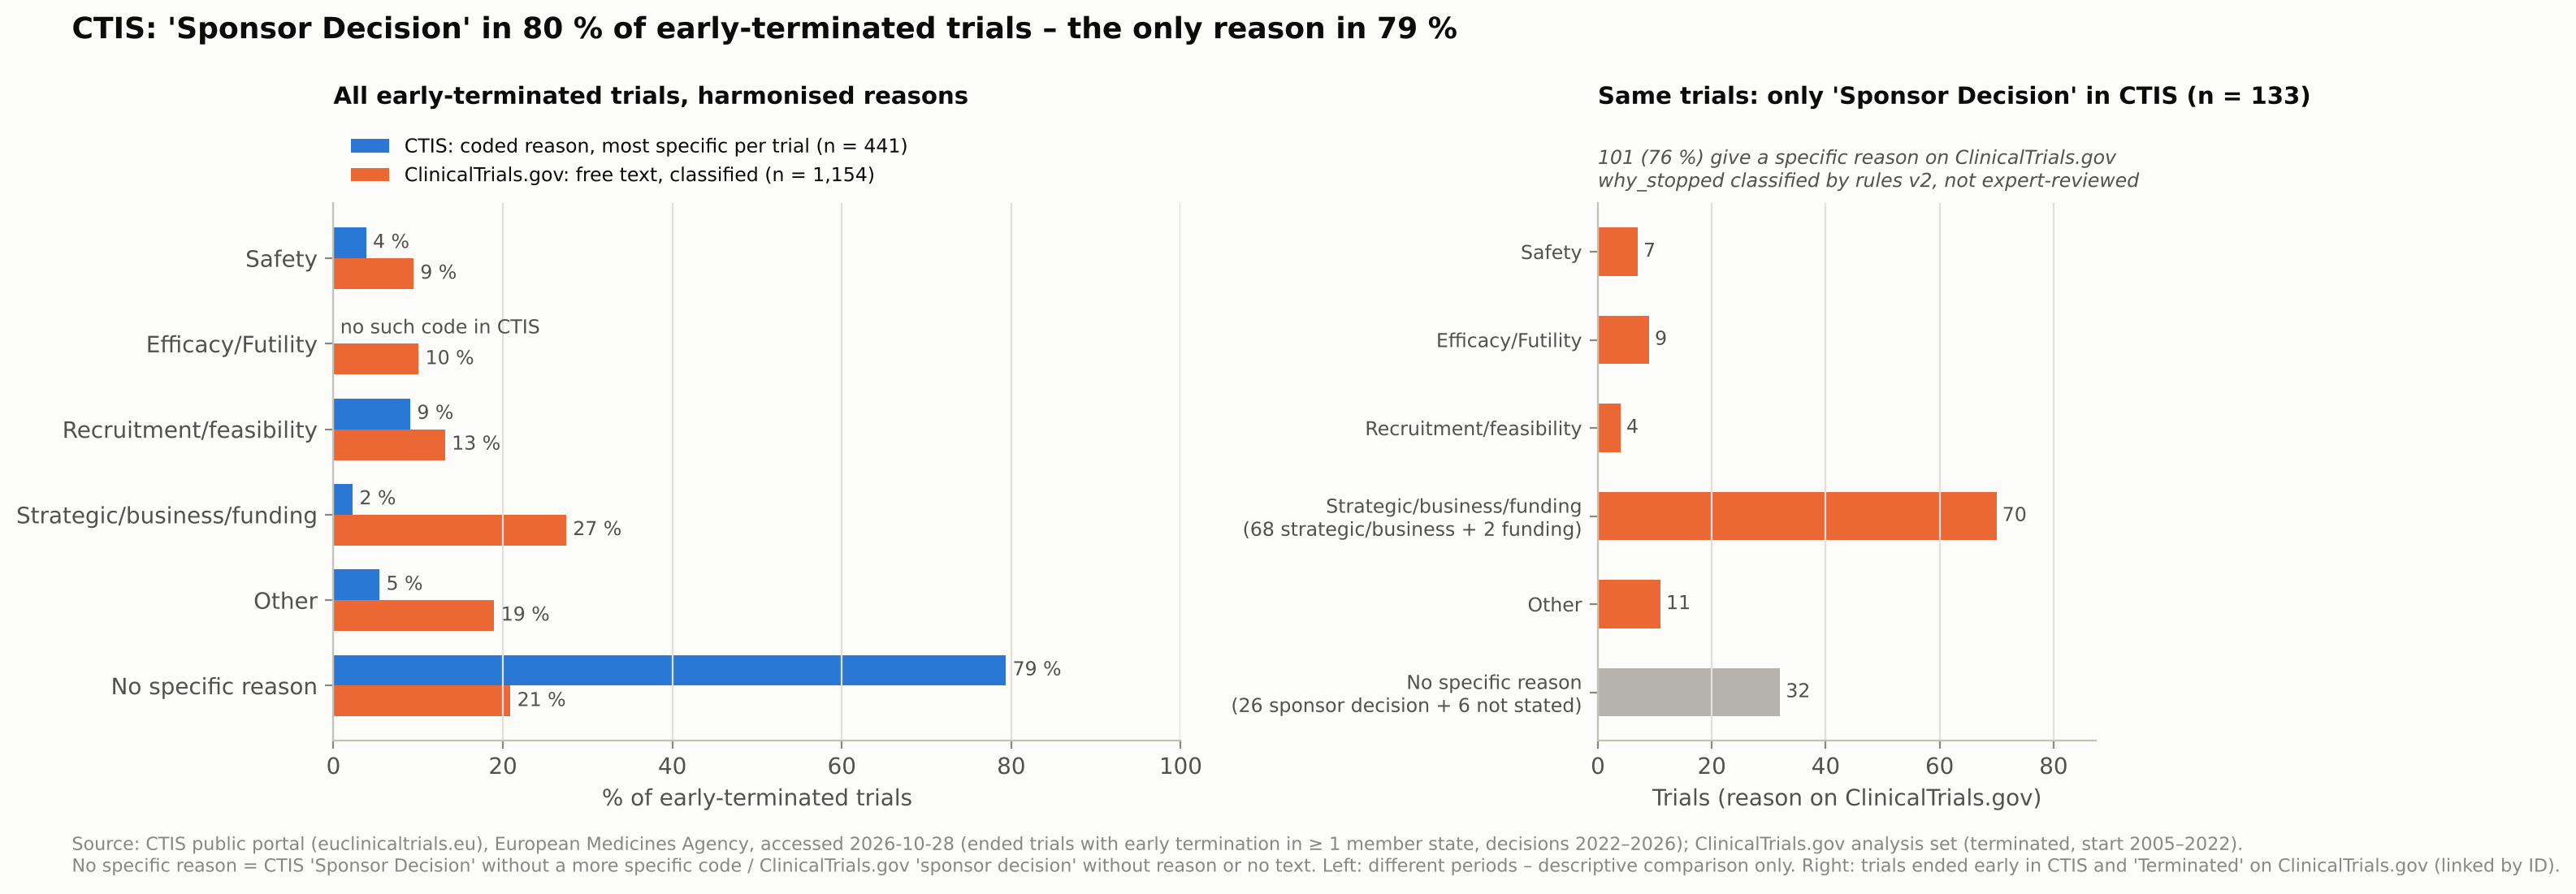 CTIS: 'Sponsor Decision' in 80 % of early-terminated trials – the only reason in 79 %
All early-terminated trials, harmonised reasons
CTIS: coded reason, most specific per trial (n = 441)
ClinicalTrials.gov: free text, classified (n = 1,154)
Safety
4 %
9 %
Efficacy/Futility
no such code in CTIS
10 %
Recruitment/feasibility
9 %
13 %
Strategic/business/funding
2 %
27 %
Other
5 %
19 %
No specific reason
79 %
21 %
0 20 40 60 80 100
% of early-terminated trials
Same trials: only 'Sponsor Decision' in CTIS (n = 133)
101 (76 %) give a specific reason on ClinicalTrials.gov
why_stopped classified by rules v2, not expert-reviewed
Safety
7
Efficacy/Futility
9
Recruitment/feasibility
4
Strategic/business/funding
(68 strategic/business + 2 funding)
70
Other
11
No specific reason
(26 sponsor decision + 6 not stated)
32
0 20 40 60 80
Trials (reason on ClinicalTrials.gov)
Source: CTIS public portal (euclinicaltrials.eu), European Medicines Agency, accessed 2026-10-28 (ended trials with early termination in ≥ 1 member state, decisions 2022–2026); ClinicalTrials.gov analysis set (terminated, start 2005–2022).
No specific reason = CTIS 'Sponsor Decision' without a more specific code / ClinicalTrials.gov 'sponsor decision' without reason or no text. Left: different periods – descriptive comparison only. Right: trials ended early in CTIS and 'Terminated' on ClinicalTrials.gov (linked by ID).